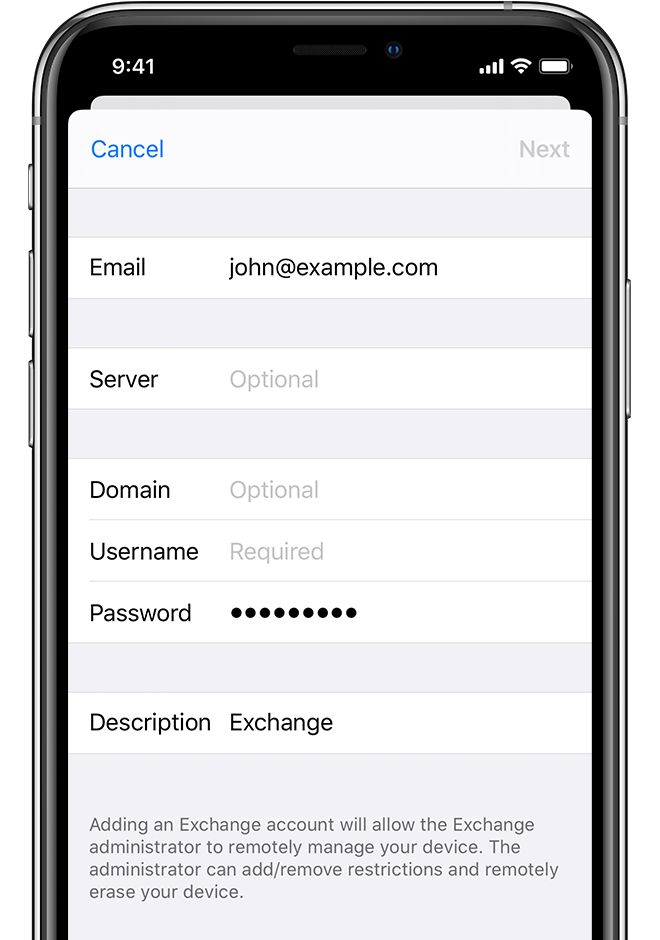 9:41
Cancel Next
Email john@example.com
Server Optional
Domain Optional
Username Required
Password •••••••••
Description Exchange
Adding an Exchange account will allow the Exchange
administrator to remotely manage your device. The
administrator can add/remove restrictions and remotely
erase your device.